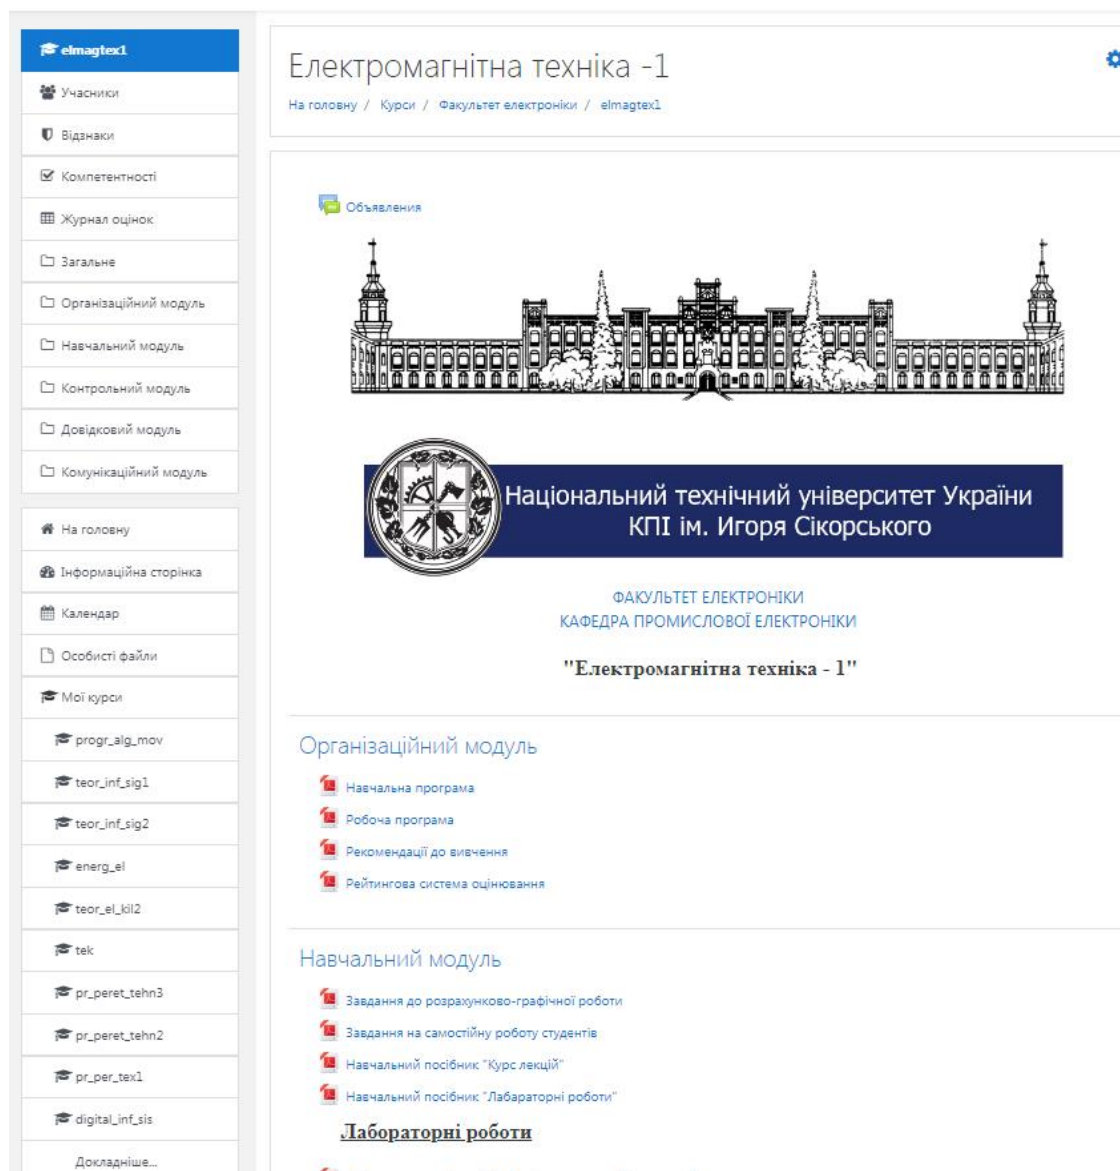 elmagtex1
Учасники
Відзнаки
Компетентності
Журнал оцінок
Загальне
Організаційний модуль
Навчальний модуль
Контрольний модуль
Довідковий модуль
Комунікаційний модуль
На головну
Інформаційна сторінка
Календар
Особисті файли
Мої курси
progr_alg_mov
teor_inf_sig1
teor_inf_sig2
energ_el
teor_el_kil2
tek
pr_peret_tehn3
pr_peret_tehn2
pr_per_tex1
digital_inf_sis
Докладніше...
Електромагнітна техніка -1
На головну / Курси / Факультет електроніки / elmagtex1
Объявления
Національний технічний університет України
КПІ ім. Игоря Сікорського
ФАКУЛЬТЕТ ЕЛЕКТРОНІКИ
КАФЕДРА ПРОМИСЛОВОЇ ЕЛЕКТРОНІКИ
"Електромагнітна техніка - 1"
Організаційний модуль
Навчальна програма
Робоча програма
Рекомендації до вивчення
Рейтингова система оцінювання
Навчальний модуль
Завдання до розрахунково-графічної роботи
Завдання на самостійну роботу студентів
Навчальний посібник "Курс лекцій"
Навчальний посібник "Лабараторні роботи"
Лабораторні роботи